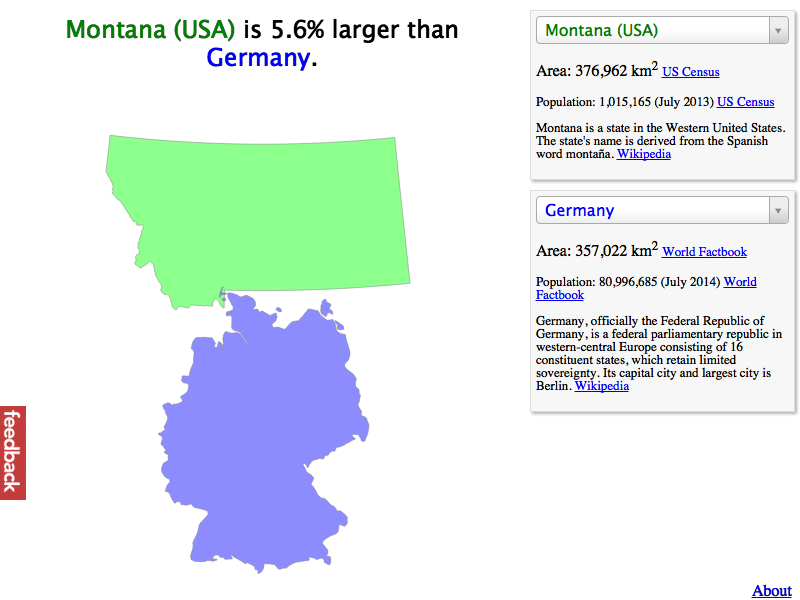 Montana (USA) is 5.6% larger than
Germany.
Montana (USA)
Area: 376,962 km2 US Census
Population: 1,015,165 (July 2013) US Census
Montana is a state in the Western United States.
The state's name is derived from the Spanish
word montaña. Wikipedia
Germany
Area: 357,022 km2 World Factbook
Population: 80,996,685 (July 2014) World
Factbook
Germany, officially the Federal Republic of
Germany, is a federal parliamentary republic in
western-central Europe consisting of 16
constituent states, which retain limited
sovereignty. Its capital city and largest city is
Berlin. Wikipedia
feedback
About